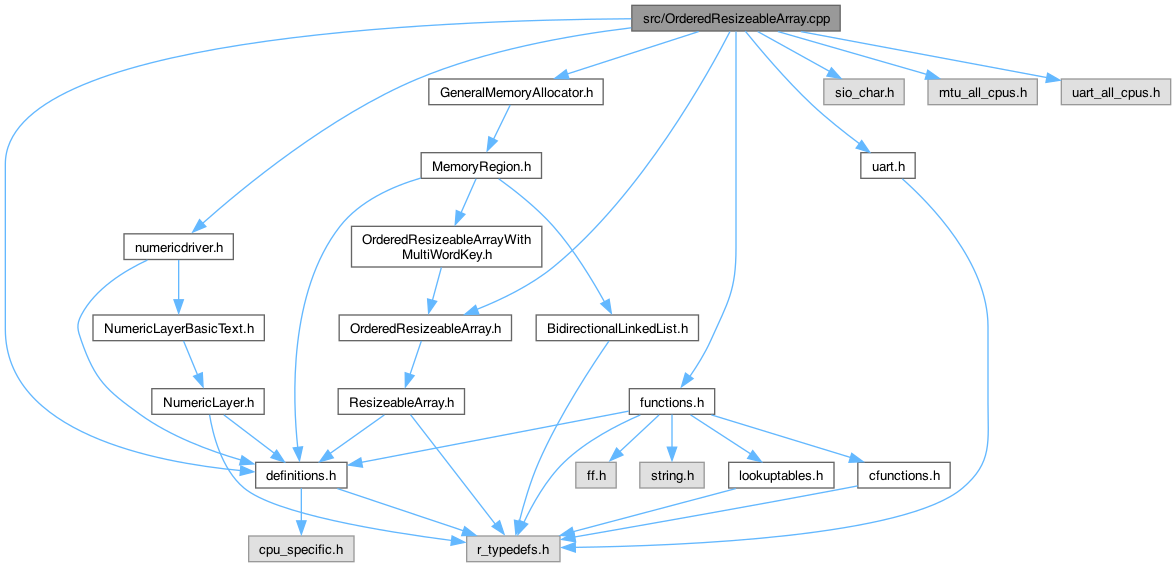 src/OrderedResizeableArray.cpp
GeneralMemoryAllocator.h
sio_char.h
mtu_all_cpus.h
uart_all_cpus.h
MemoryRegion.h
uart.h
numericdriver.h
OrderedResizeableArrayWith
MultiWordKey.h
NumericLayerBasicText.h
OrderedResizeableArray.h
BidirectionalLinkedList.h
NumericLayer.h
ResizeableArray.h
functions.h
definitions.h
ff.h
string.h
lookuptables.h
cfunctions.h
cpu_specific.h
r_typedefs.h